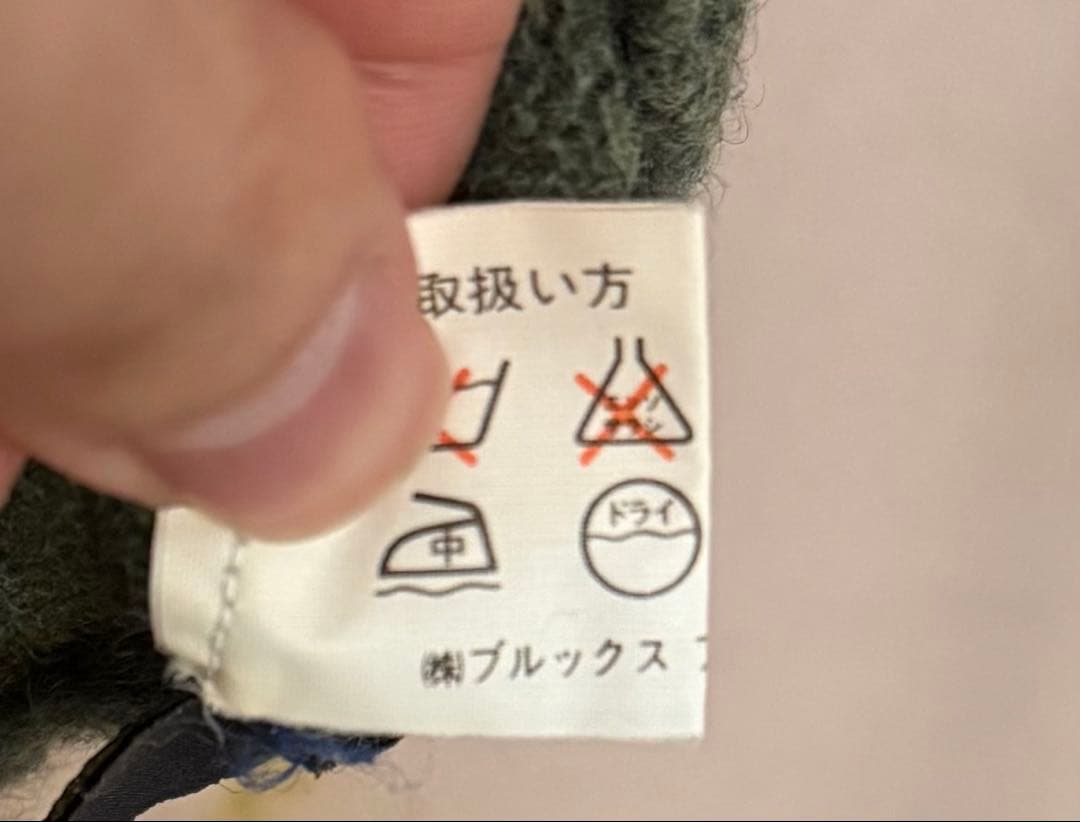 取扱い方
中
ドライ
㈱ブルックス